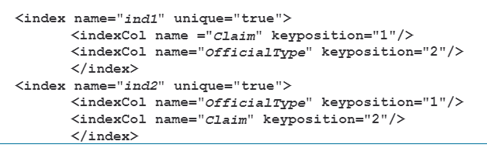 <index name="ind1" unique="true">
<indexCol name ="Claim" keyposition="1"/>
<indexCol name="OfficialType" keyposition="2"/>
</index>
<index name="ind2" unique="true">
<indexCol name="OfficialType" keyposition="1"/>
<indexCol name="Claim" keyposition="2"/>
</index>